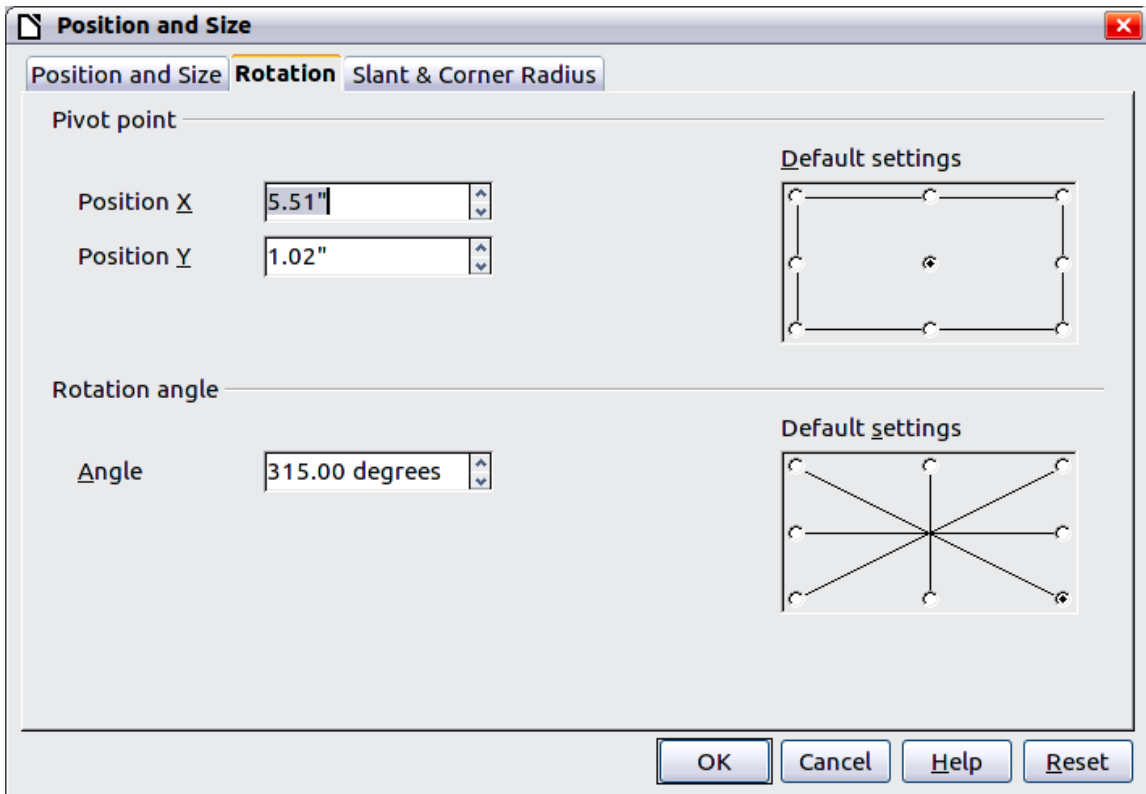 Position and Size
Position and Size Rotation Slant & Corner Radius
Pivot point
Default settings
Position X 5.51"
Position Y 1.02"
Rotation angle
Default settings
Angle 315.00 degrees
OK Cancel Help Reset